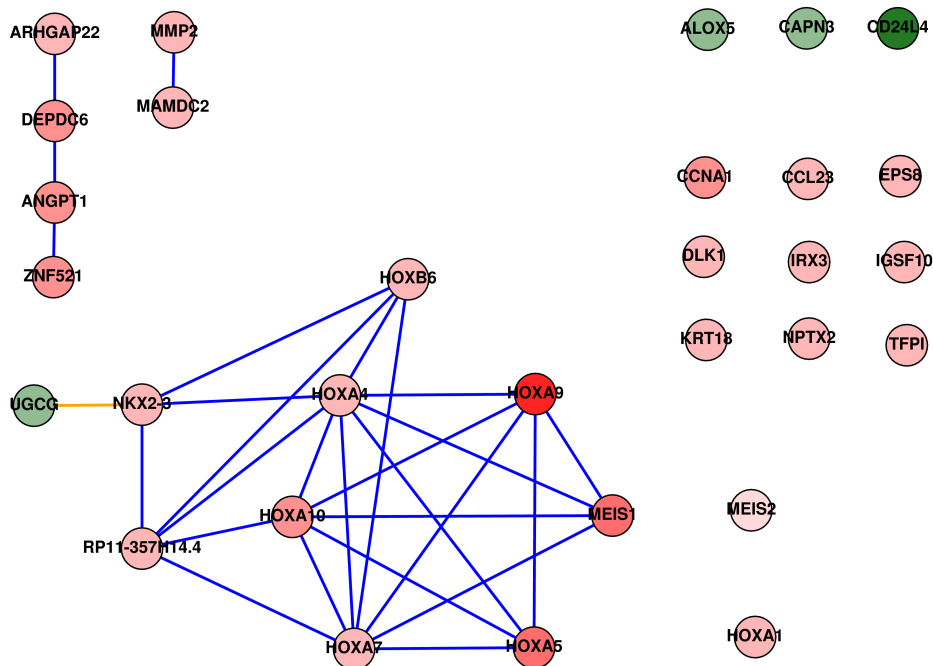 ARHGAP22
MMP2
ALOX5
CAPN3
CD24L4
MAMDC2
DEPDC6
CCNA1
CCL23
EPS8
ANGPT1
DLK1
IRX3
IGSF10
ZNF521
HOXB6
KRT18
NPTX2
TFPI
UGCG
NKX2-3
HOXA4
HOXA9
HOXA10
MEIS1
MEIS2
RP11-357H14.4
HOXA7
HOXA5
HOXA1